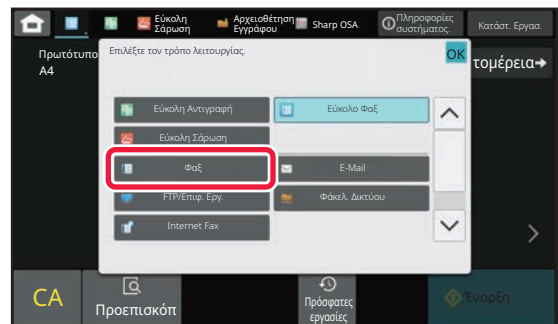 Εύκολη Σάρωση
Αρχειοθέτηση Εγγράφου
Sharp OSA
Πληροφορίες συστήματος.
Κατάστ. Εργασ.
Πρωτότυπο
A4
Επιλέξτε τον τρόπο λειτουργίας.
OK
τομέρεια
Εύκολη Αντιγραφή
Εύκολο Φαξ
Εύκολη Σάρωση
Φαξ
E-Mail
FTP/Επιφ. Εργ.
Φάκελ. Δικτύου
Internet Fax
CA
Προεπισκόπ
Πρόσφατες
εργασίες
Έναρξη